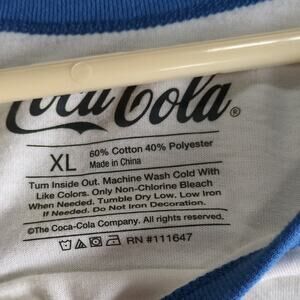 Coca Cola®
XL
60% Cotton 40% Polyester
Made in China
Turn Inside Out. Machine Wash Cold With
Like Colors. Only Non-Chlorine Bleach
When Needed. Tumble Dry Low. Low Iron
If Needed. Do Not Iron Decoration.
©The Coca-Cola Company. All rights reserved.
RN #111647